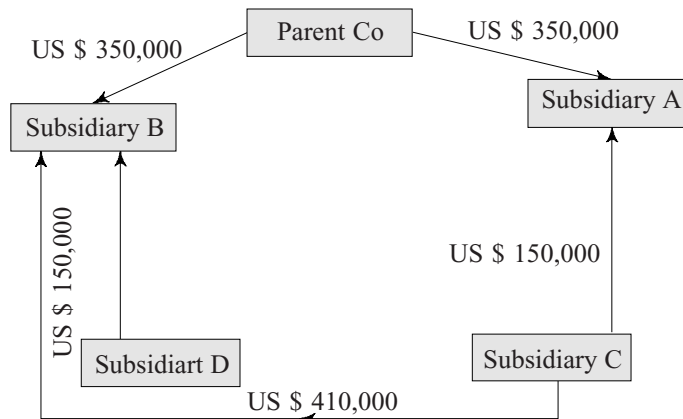 Parent Co
US $ 350,000
US $ 350,000
Subsidiary A
Subsidiary B
US $ 150,000
US $ 150,000
Subsidiart D
Subsidiary C
US $ 410,000